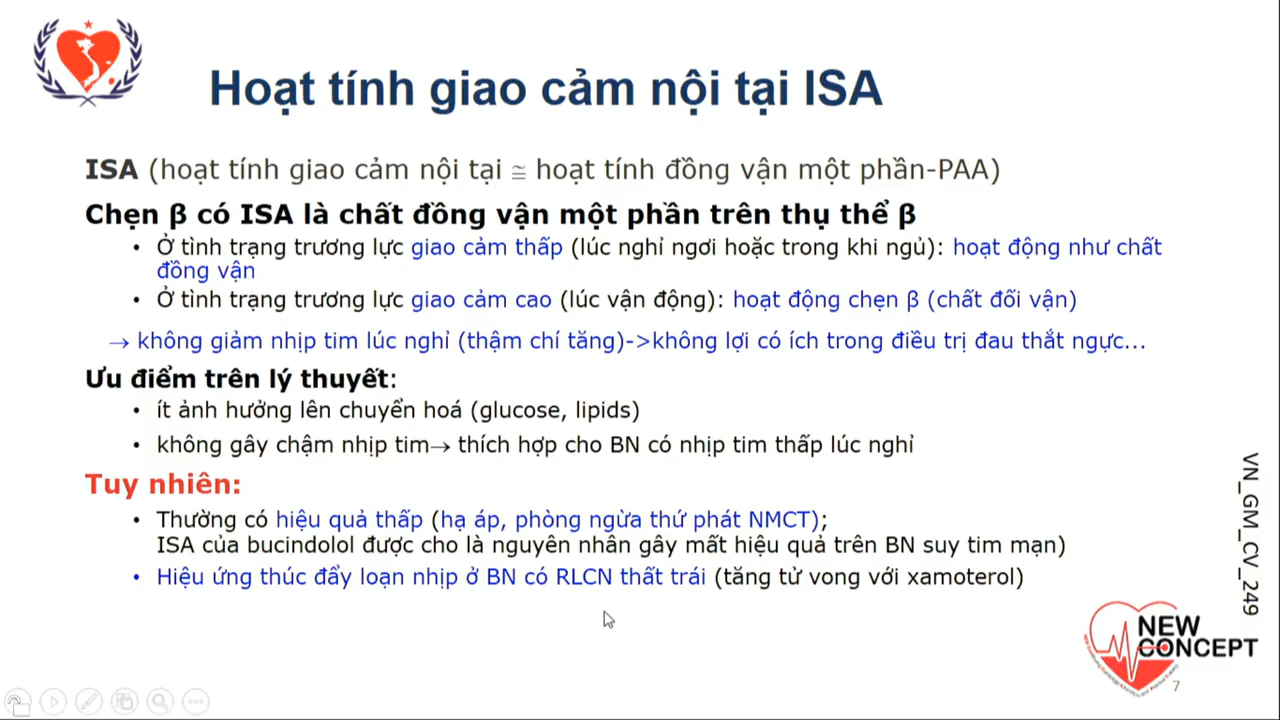 Hoạt tính giao cảm nội tại ISA
ISA (hoạt tính giao cảm nội tại ≅ hoạt tính đồng vận một phần-PAA)
Chẹn β có ISA là chất đồng vận một phần trên thụ thể β
• Ở tình trạng trương lực giao cảm thấp (lúc nghỉ ngơi hoặc trong khi ngủ): hoạt động như chất
đồng vận
• Ở tình trạng trương lực giao cảm cao (lúc vận động): hoạt động chẹn β (chất đối vận)
→ không giảm nhịp tim lúc nghỉ (thậm chí tăng)->không lợi có ích trong điều trị đau thắt ngực...
Ưu điểm trên lý thuyết:
• ít ảnh hưởng lên chuyển hoá (glucose, lipids)
• không gây chậm nhịp tim→ thích hợp cho BN có nhịp tim thấp lúc nghỉ
Tuy nhiên:
• Thường có hiệu quả thấp (hạ áp, phòng ngừa thứ phát NMCT);
ISA của bucindolol được cho là nguyên nhân gây mất hiệu quả trên BN suy tim mạn)
• Hiệu ứng thúc đẩy loạn nhịp ở BN có RLCN thất trái (tăng tử vong với xamoterol)
VN_GM_CV_249
NEW
CONCEPT
7